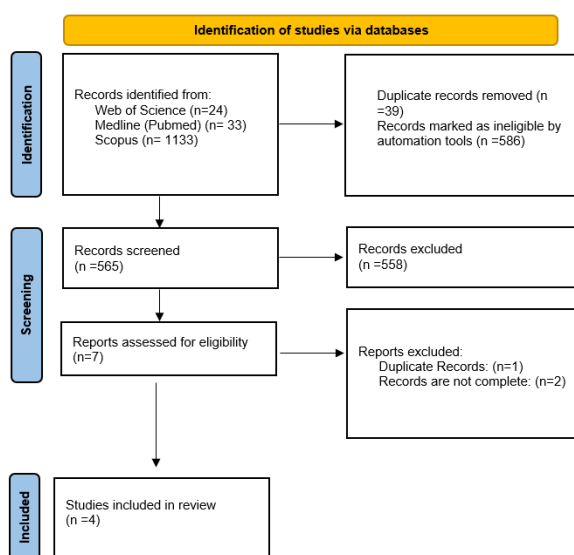 Identification of studies via databases
Identification
Records identified from:
Web of Science (n=24)
Medline (Pubmed) (n= 33)
Scopus (n= 1133)
Duplicate records removed (n
=39)
Records marked as ineligible by
automation tools (n =586)
Screening
Records screened
(n =565)
Records excluded
(n =558)
Reports assessed for eligibility
(n=7)
Reports excluded:
Duplicate Records: (n=1)
Records are not complete: (n=2)
Included
Studies included in review
(n =4)